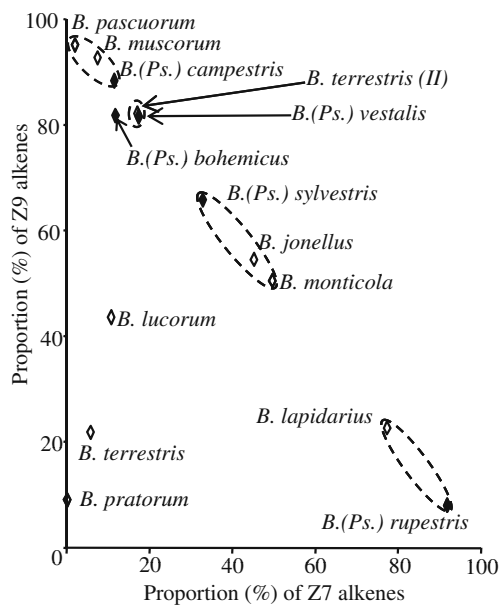 100
B. pascuorum
B. muscorum
B.(Ps.) campestris
B. terrestris (II)
80
B.(Ps.) vestalis
B.(Ps.) bohemicus
B.(Ps.) sylvestris
60
B. jonellus
B. monticola
40
B. lucorum
B. lapidarius
20
B. terrestris
B. pratorum
B.(Ps.) rupestris
0
0 20 40 60 80 100
Proportion (%) of Z7 alkenes
Proportion (%) of Z9 alkenes